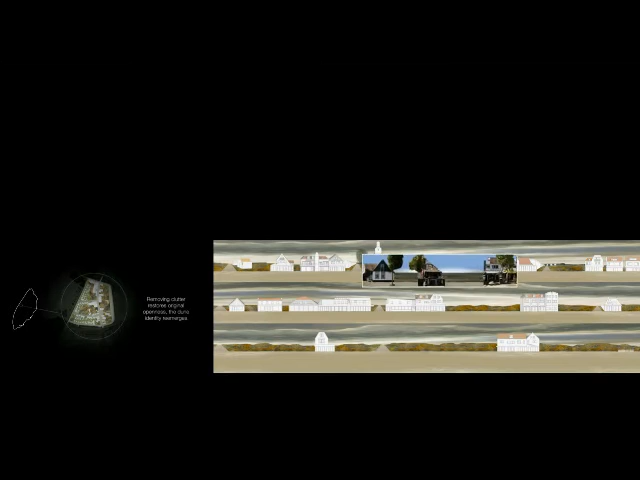 Removing clutter
restores original
openness, the dune
identity reemerges